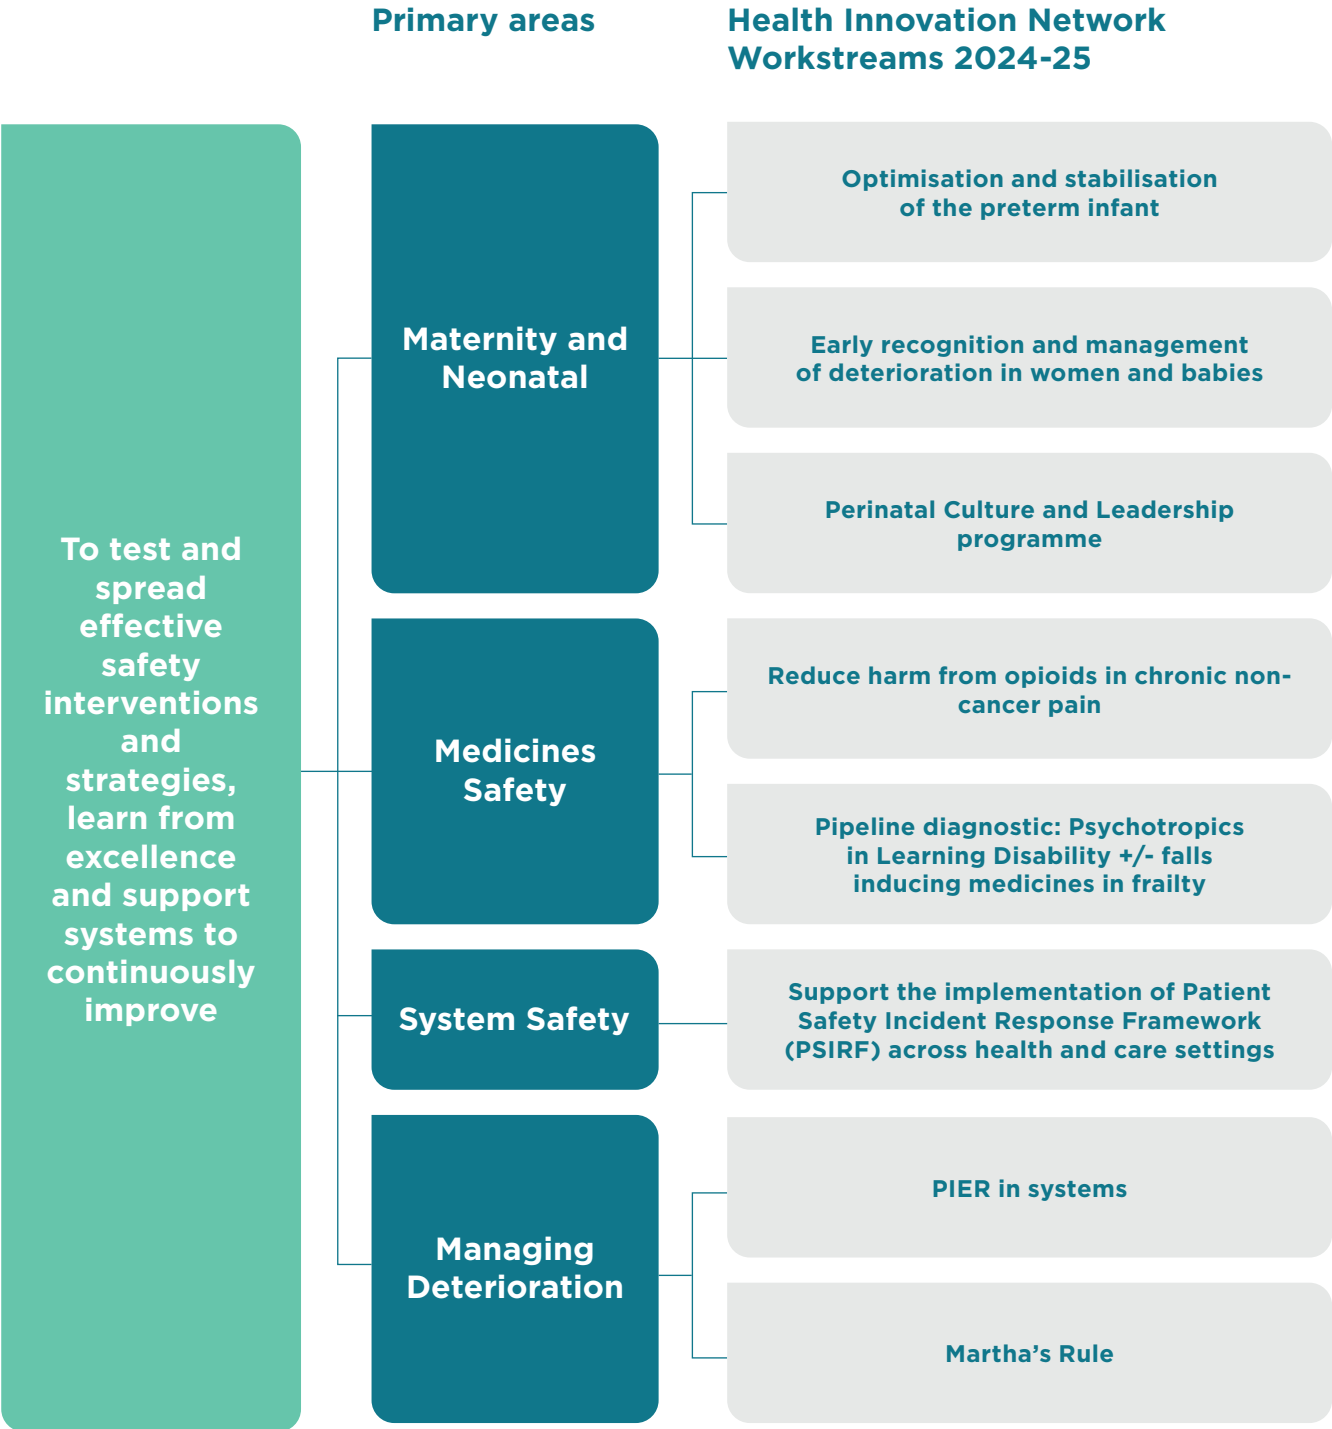 Primary areas
Health Innovation Network
Workstreams 2024-25
To test and
spread
effective
safety
interventions
and
strategies,
learn from
excellence
and support
systems to
continuously
improve
Maternity and
Neonatal
Optimisation and stabilisation
of the preterm infant
Early recognition and management
of deterioration in women and babies
Perinatal Culture and Leadership
programme
Medicines
Safety
Reduce harm from opioids in chronic non-
cancer pain
Pipeline diagnostic: Psychotropics
in Learning Disability +/- falls
inducing medicines in frailty
System Safety
Support the implementation of Patient
Safety Incident Response Framework
(PSIRF) across health and care settings
Managing
Deterioration
PIER in systems
Martha’s Rule